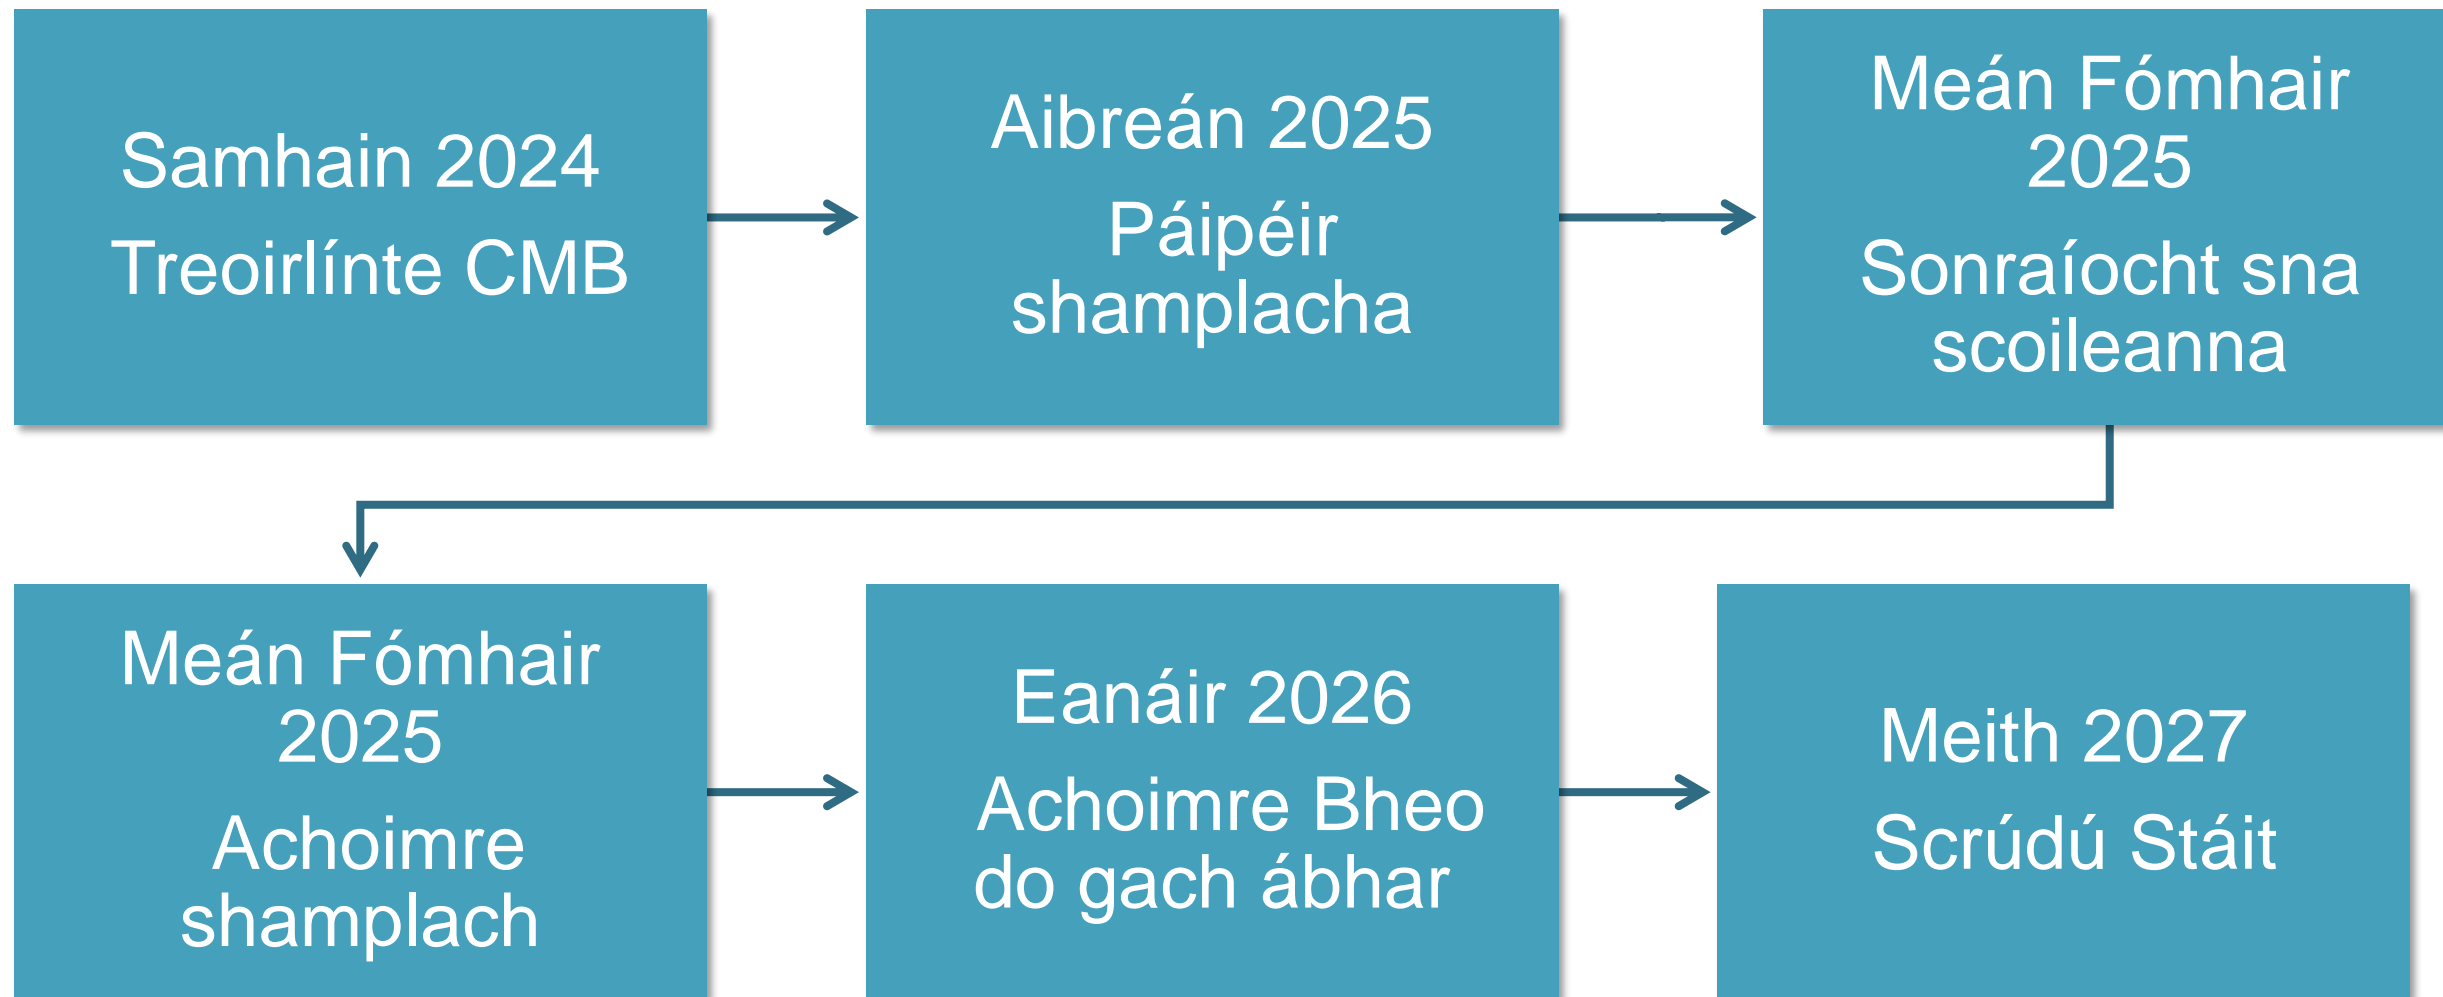 Samhain 2024
Treoirlínte CMB
Aibreán 2025
Páipéir
shamplacha
Meán Fómhair
2025
Sonraíocht sna
scoileanna
Meán Fómhair
2025
Achoimre
shamplach
Eanáir 2026
Achoimre Bheo
do gach ábhar
Meith 2027
Scrúdú Stáit